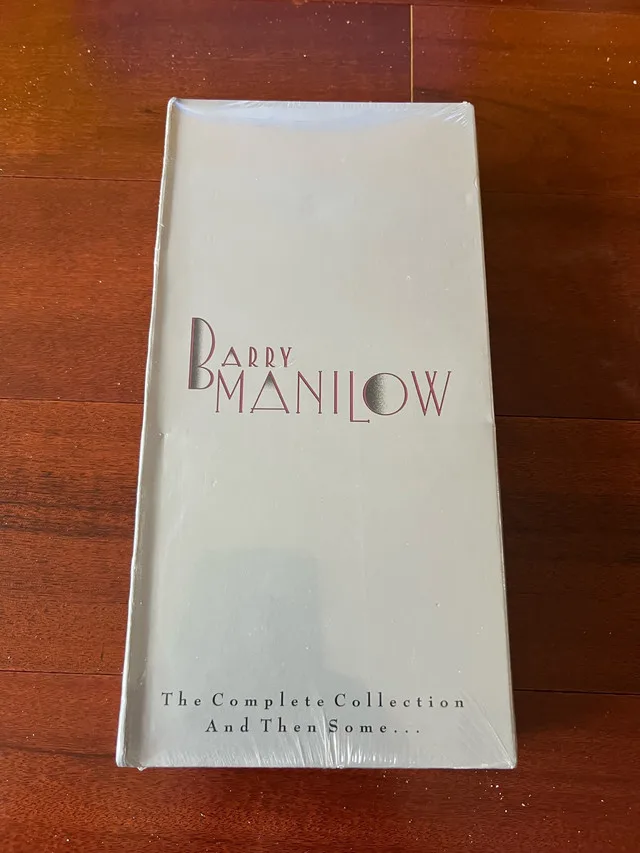 BARRY
MANILOW
The Complete Collection
And Then Some...